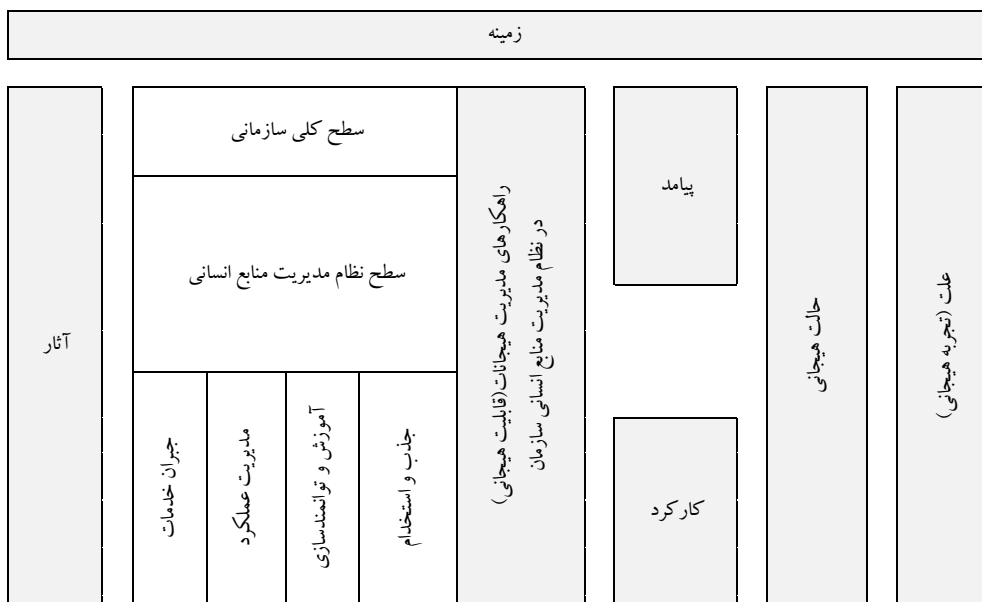 زمینه
علت (تجربه هیجانی)
حالت هیجانی
پیامد
کارکرد
راهکارهای مدیریت هیجانات(قابلیت هیجانی)
در نظام مدیریت منابع انسانی سازمان
سطح کلی سازمانی
سطح نظام مدیریت منابع انسانی
جذب و استخدام
آموزش و توانمندسازی
مدیریت عملکرد
جبران خدمات
آثار